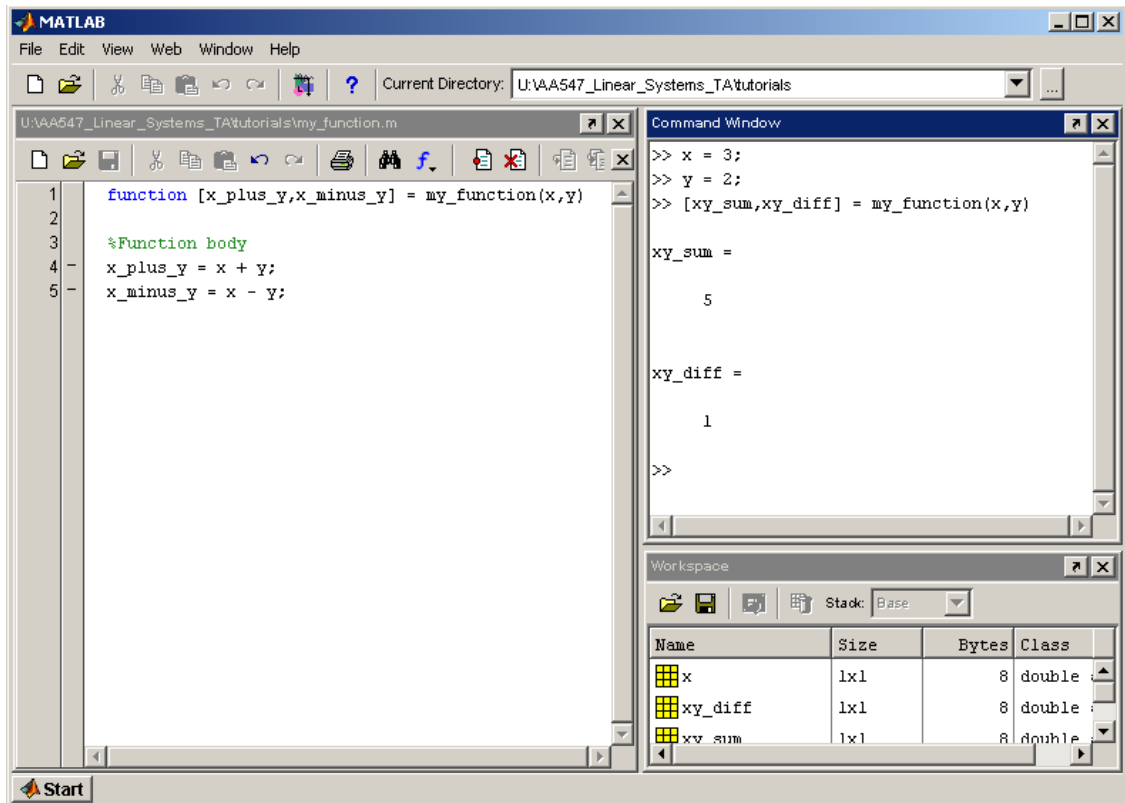 MATLAB
File Edit View Web Window Help
? Current Directory: U:\AA547_Linear_Systems_TA\tutorials ...
U:\AA547_Linear_Systems_TA\tutorials\my_function.m
1 function [x_plus_y,x_minus_y] = my_function(x,y)
2
3 %Function body
4 - x_plus_y = x + y;
5 - x_minus_y = x - y;
Command Window
>> x = 3;
>> y = 2;
>> [xy_sum,xy_diff] = my_function(x,y)
xy_sum =
5
xy_diff =
1
>>
Workspace
Stack: Base
Name Size Bytes Class
x 1x1 8 double
xy_diff 1x1 8 double
xy_sum 1x1 8 double
Start